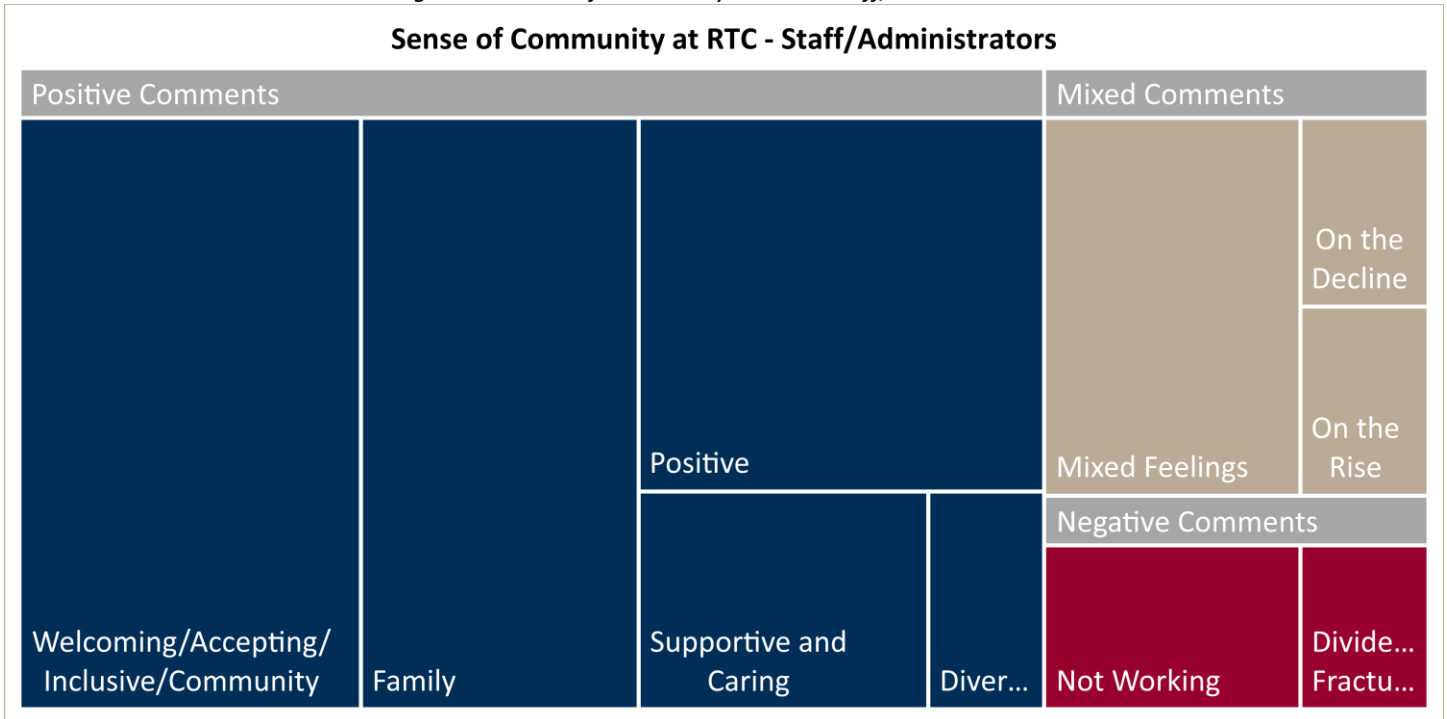 Sense of Community at RTC - Staff/Administrators
Positive Comments
Mixed Comments
Welcoming/Accepting/
Inclusive/Community
Family
Positive
Supportive and
Caring
Diver...
Mixed Feelings
On the
Decline
On the
Rise
Negative Comments
Not Working
Divide...
Fractu...